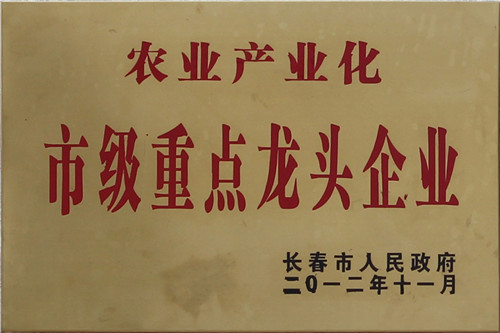 农业产业化
市级重点龙头企业
长春市人民政府
二〇一二年十一月